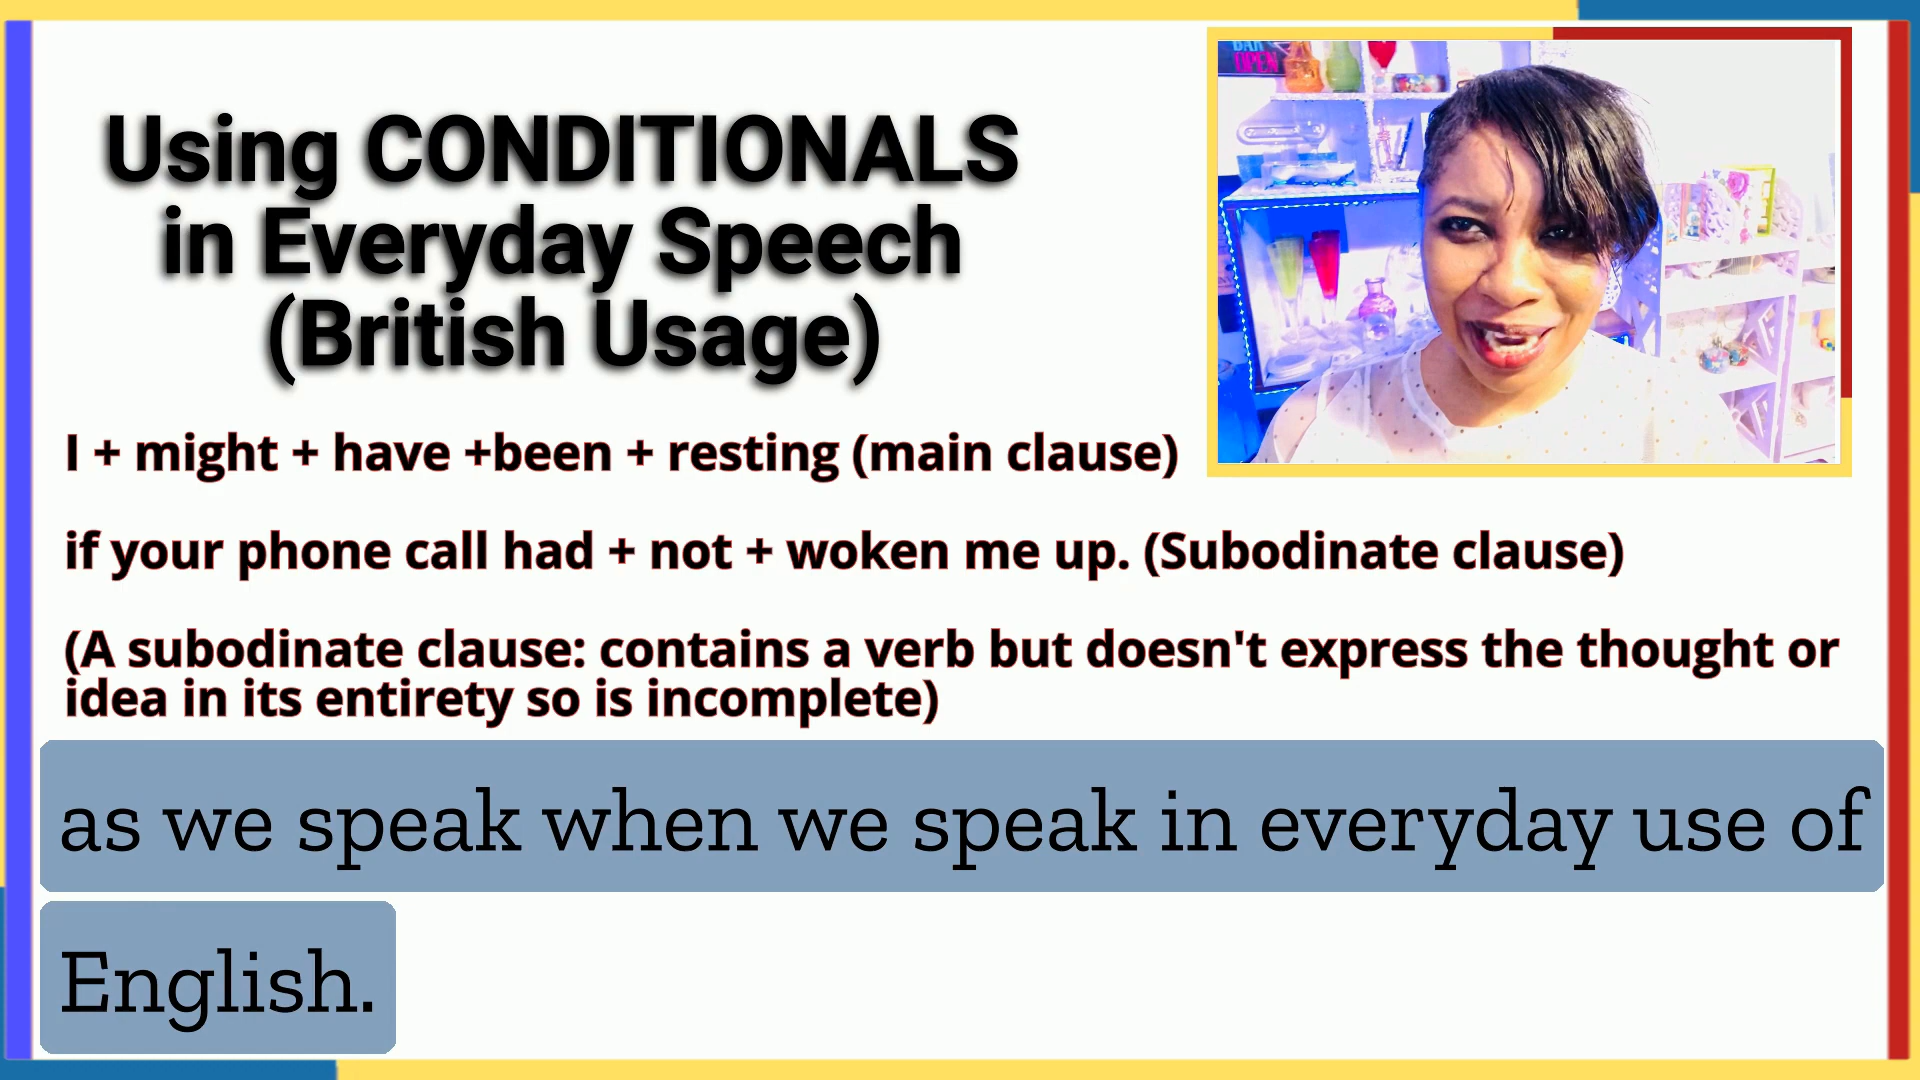 Using CONDITIONALS
in Everyday Speech
(British Usage)
BAR
OPEN
I + might + have +been + resting (main clause)
if your phone call had + not + woken me up. (Subodinate clause)
(A subodinate clause: contains a verb but doesn't express the thought or
idea in its entirety so is incomplete)
as we speak when we speak in everyday use of
English.